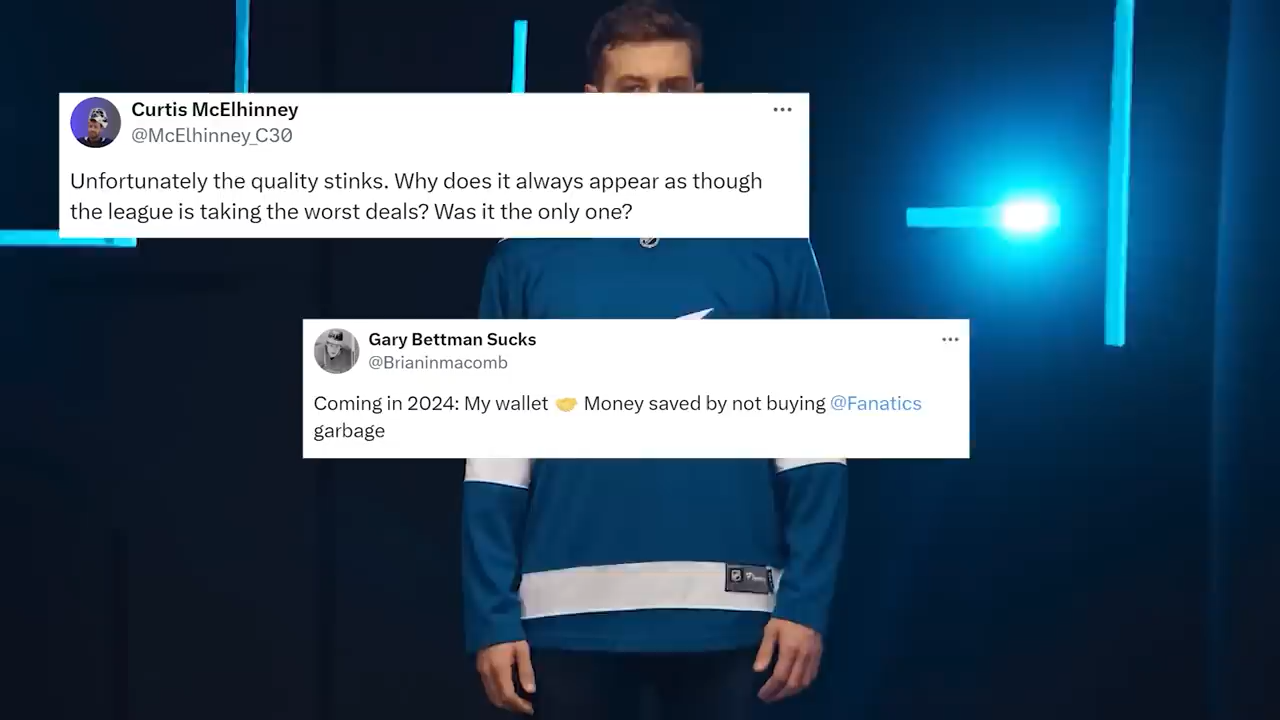 Curtis McElhinney
@McElhinney_C30
Unfortunately the quality stinks. Why does it always appear as though
the league is taking the worst deals? Was it the only one?
Gary Bettman Sucks
@Brianinmacomb
Coming in 2024: My wallet 🤝 Money saved by not buying @Fanatics
garbage